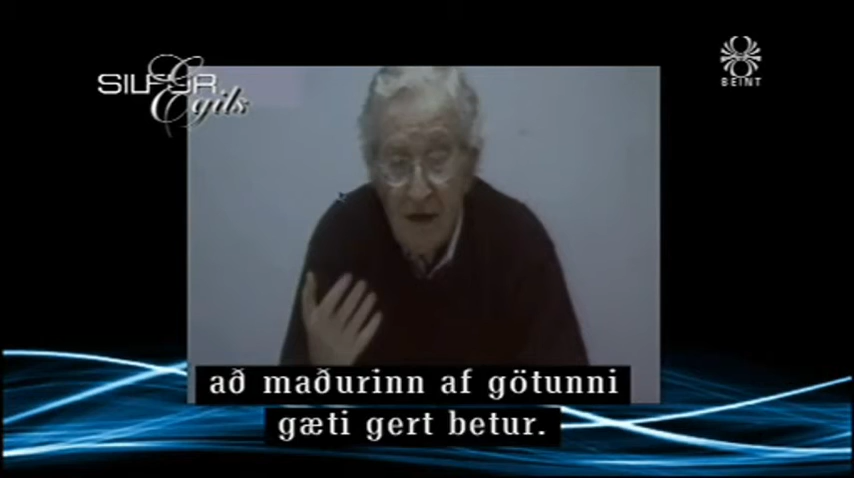 SILFUR
Egils
BEINT
að maðurinn af götunni
gæti gert betur.